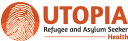 UTOPIA
Refugee and Asylum Seeker
Health